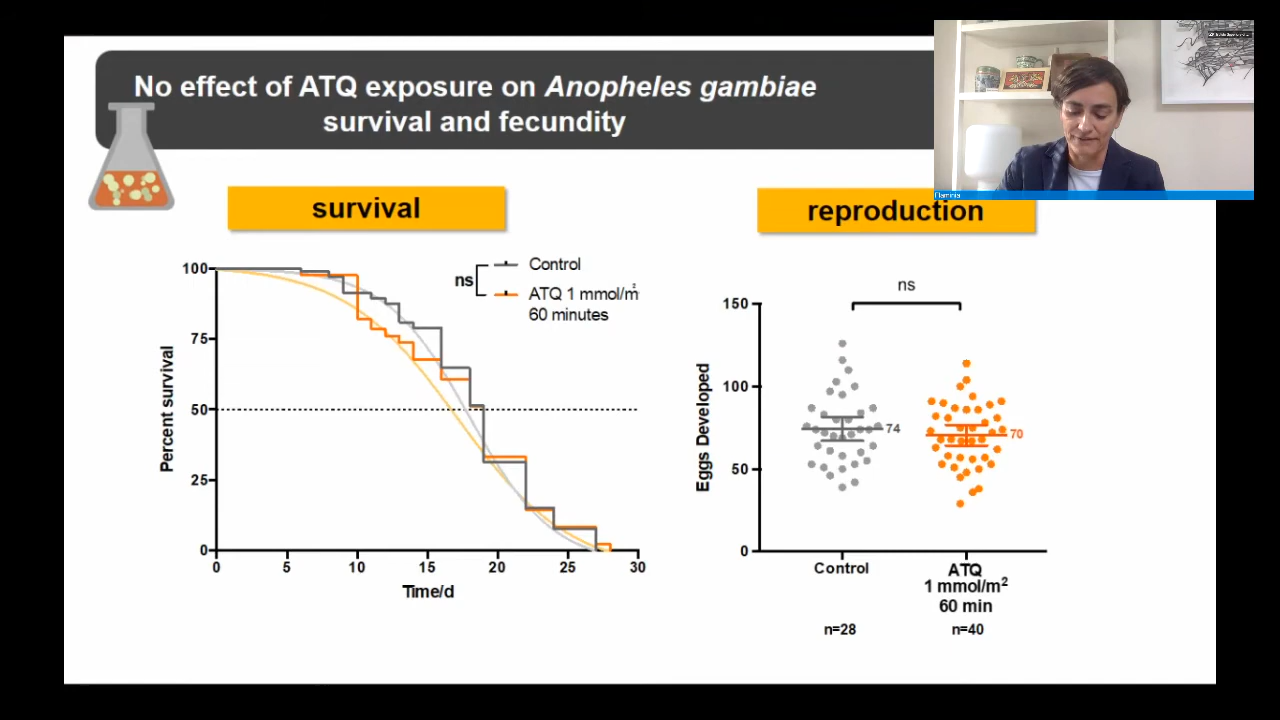 No effect of ATQ exposure on Anopheles gambiae
survival and fecundity
Flaminia
survival
reproduction
ns
Control
ATQ 1 mmol/m²
60 minutes
100
75
50
25
0
Percent survival
0 5 10 15 20 25 30
Time/d
ns
150
100
50
0
Eggs Developed
74
70
Control
ATQ
1 mmol/m²
60 min
n=28
n=40